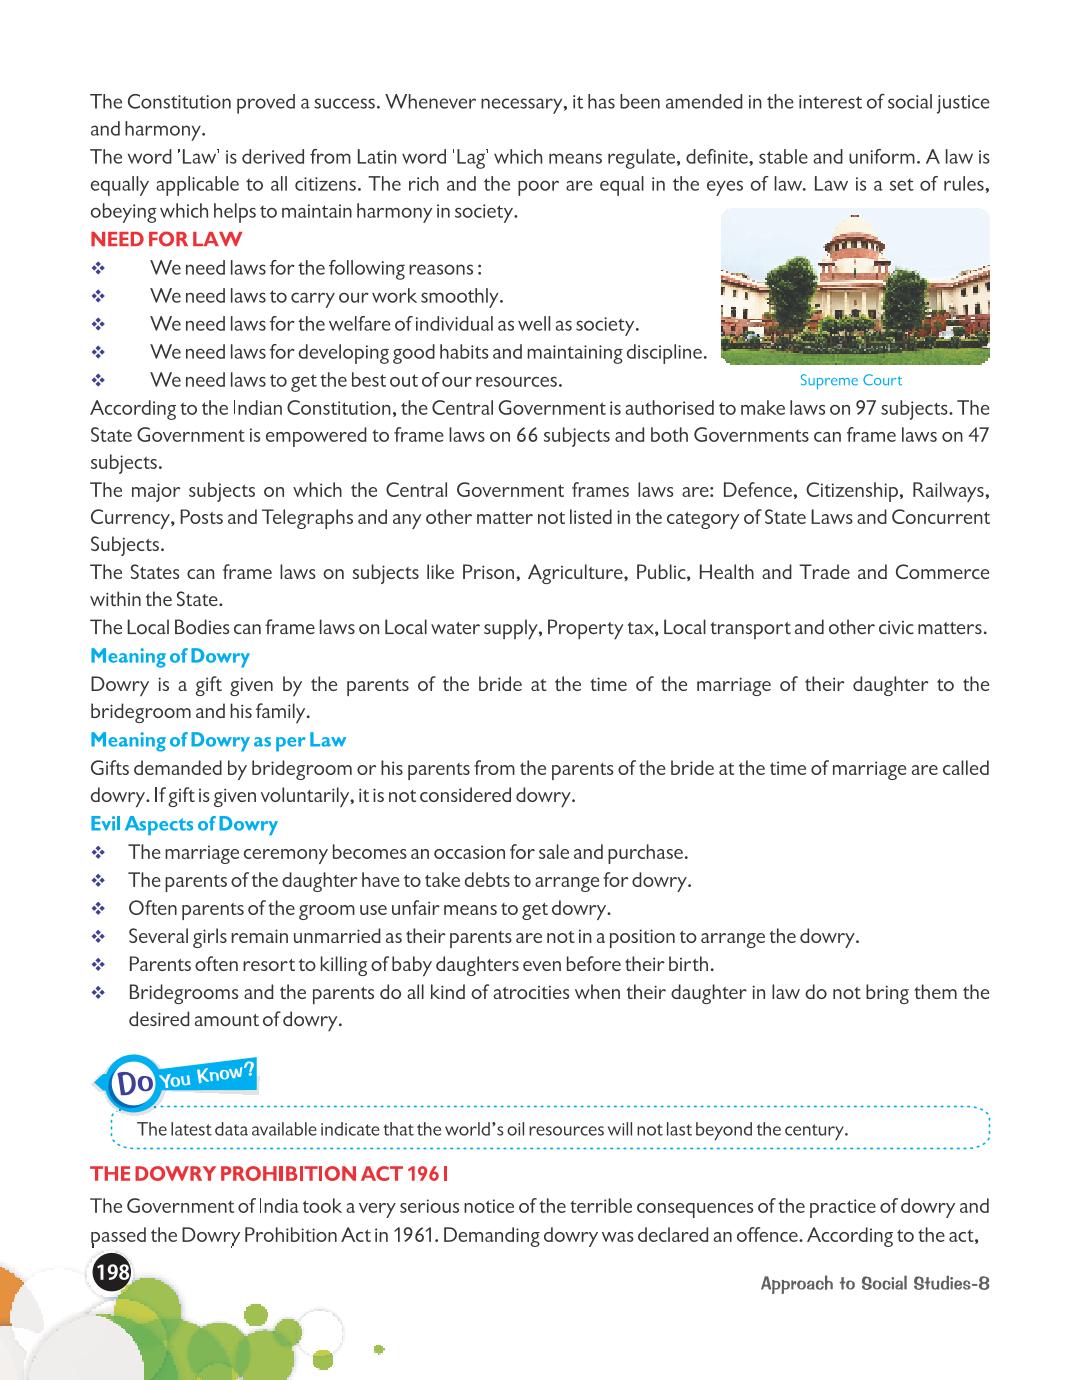 The Constitution proved a success. Whenever necessary, it has been amended in the interest of social justice
and harmony.
The word 'Law' is derived from Latin word 'Lag' which means regulate, definite, stable and uniform. A law is
equally applicable to all citizens. The rich and the poor are equal in the eyes of law. Law is a set of rules,
obeying which helps to maintain harmony in society.
NEED FOR LAW
❖ We need laws for the following reasons :
❖ We need laws to carry our work smoothly.
❖ We need laws for the welfare of individual as well as society.
❖ We need laws for developing good habits and maintaining discipline.
❖ We need laws to get the best out of our resources.
Supreme Court
According to the Indian Constitution, the Central Government is authorised to make laws on 97 subjects. The
State Government is empowered to frame laws on 66 subjects and both Governments can frame laws on 47
subjects.
The major subjects on which the Central Government frames laws are: Defence, Citizenship, Railways,
Currency, Posts and Telegraphs and any other matter not listed in the category of State Laws and Concurrent
Subjects.
The States can frame laws on subjects like Prison, Agriculture, Public, Health and Trade and Commerce
within the State.
The Local Bodies can frame laws on Local water supply, Property tax, Local transport and other civic matters.
Meaning of Dowry
Dowry is a gift given by the parents of the bride at the time of the marriage of their daughter to the
bridegroom and his family.
Meaning of Dowry as per Law
Gifts demanded by bridegroom or his parents from the parents of the bride at the time of marriage are called
dowry. If gift is given voluntarily, it is not considered dowry.
Evil Aspects of Dowry
❖ The marriage ceremony becomes an occasion for sale and purchase.
❖ The parents of the daughter have to take debts to arrange for dowry.
❖ Often parents of the groom use unfair means to get dowry.
❖ Several girls remain unmarried as their parents are not in a position to arrange the dowry.
❖ Parents often resort to killing of baby daughters even before their birth.
❖ Bridegrooms and the parents do all kind of atrocities when their daughter in law do not bring them the
desired amount of dowry.
Do You Know?
The latest data available indicate that the world's oil resources will not last beyond the century.
THE DOWRY PROHIBITION ACT 1961
The Government of India took a very serious notice of the terrible consequences of the practice of dowry and
passed the Dowry Prohibition Act in 1961. Demanding dowry was declared an offence. According to the act,
198
Approach to Social Studies-8